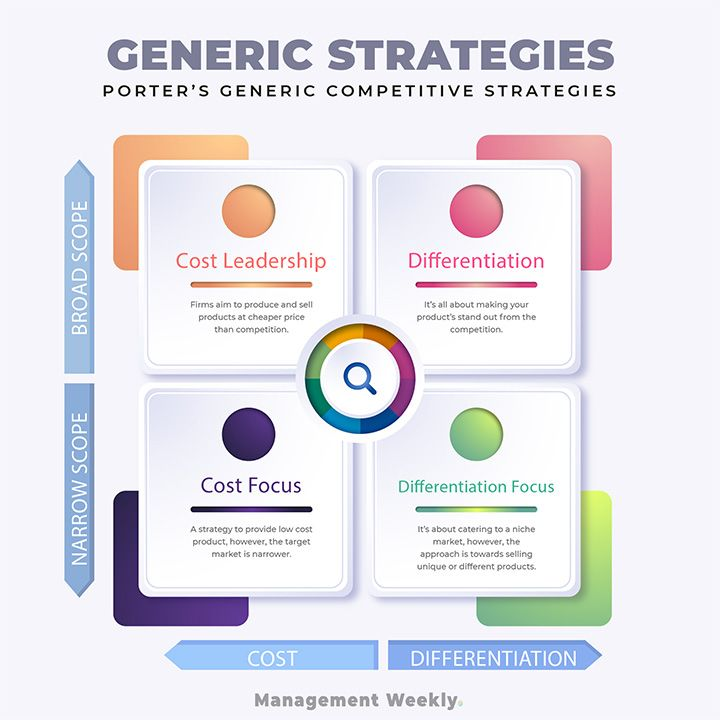 GENERIC STRATEGIES
PORTER'S GENERIC COMPETITIVE STRATEGIES
BROAD SCOPE
Cost Leadership
Firms aim to produce and sell
products at cheaper price
than competition.
Differentiation
It's all about making your
product's stand out from the
competition.
NARROW SCOPE
Cost Focus
A strategy to provide low cost
product, however, the target
market is narrower.
Differentiation Focus
It's about catering to a niche
market, however, the
approach is towards selling
unique or different products.
COST
DIFFERENTIATION
Management Weekly.